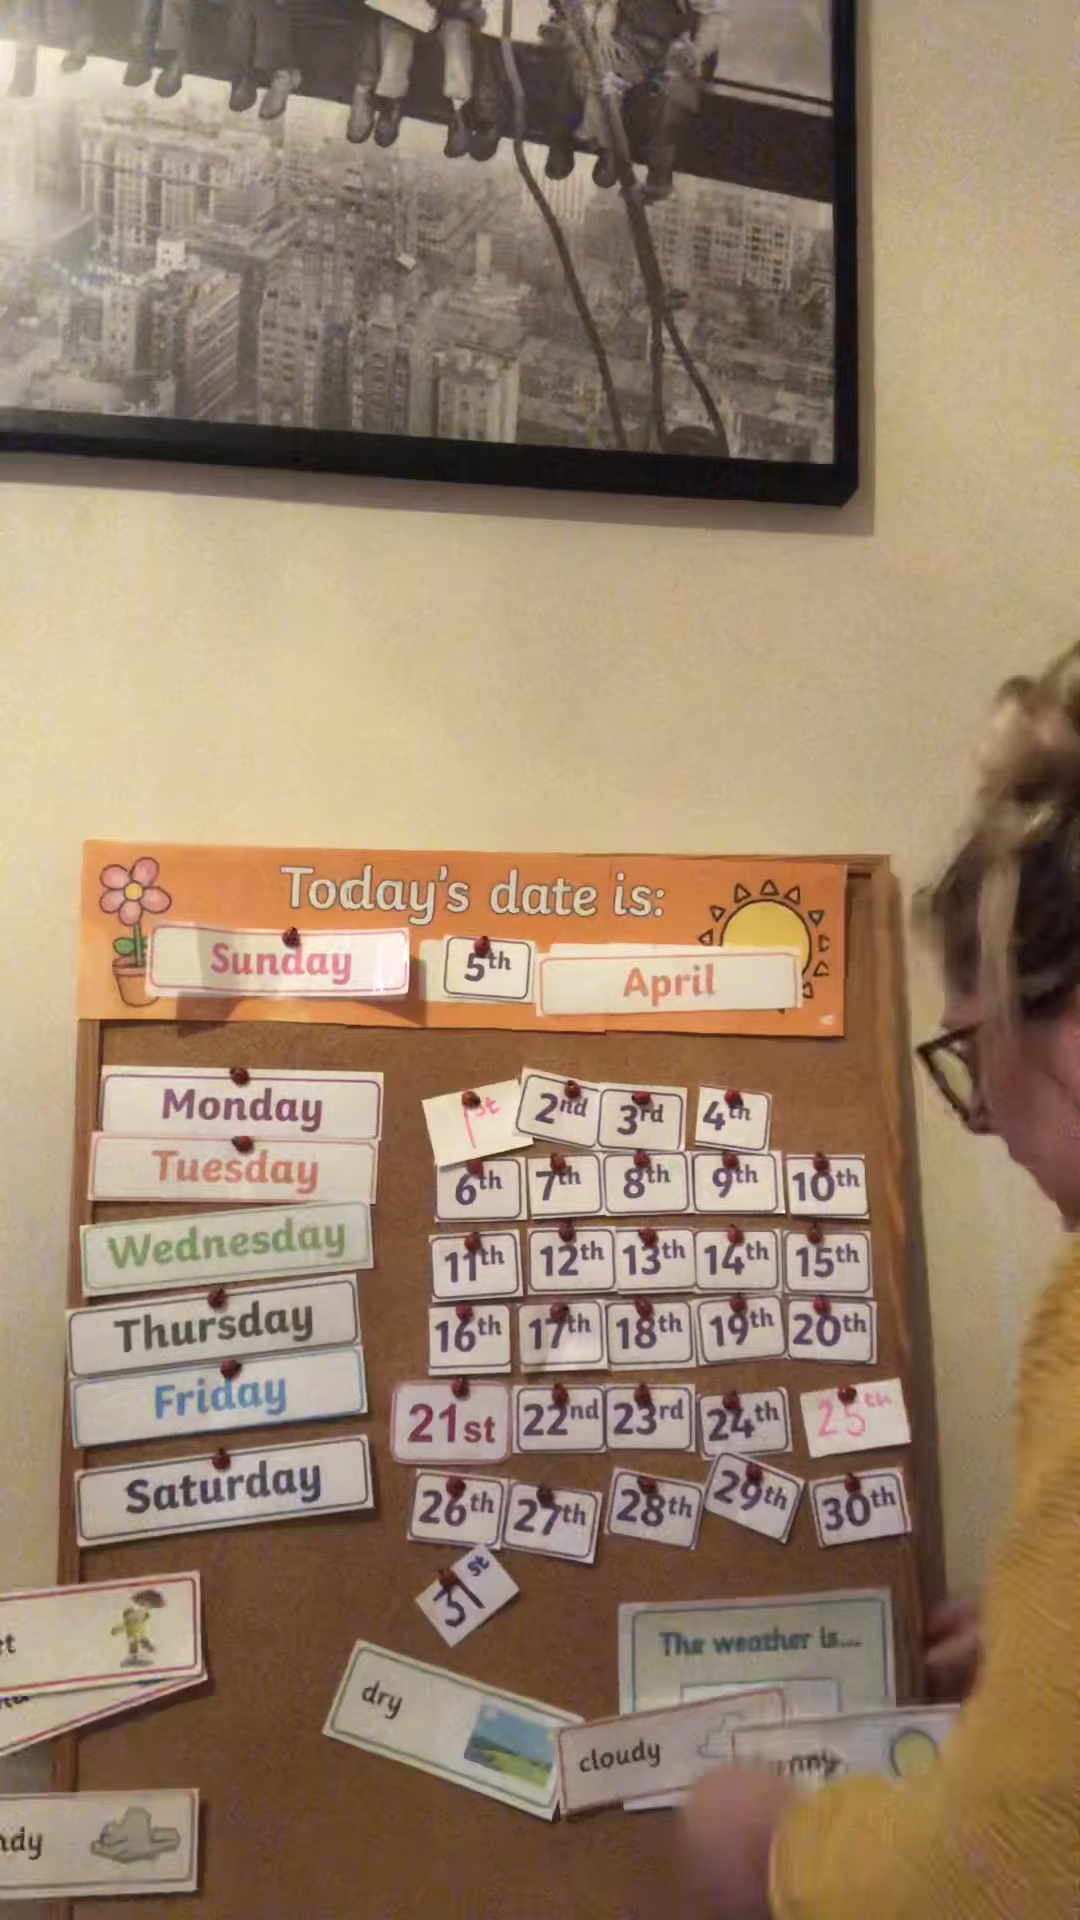 Today's date is:
Sunday 5th April
Monday
Tuesday
Wednesday
Thursday
Friday
Saturday
1st 2nd 3rd 4th
6th 7th 8th 9th 10th
11th 12th 13th 14th 15th
16th 17th 18th 19th 20th
21st 22nd 23rd 24th 25th
26th 27th 28th 29th 30th
31st
The weather is...
dry
cloudy